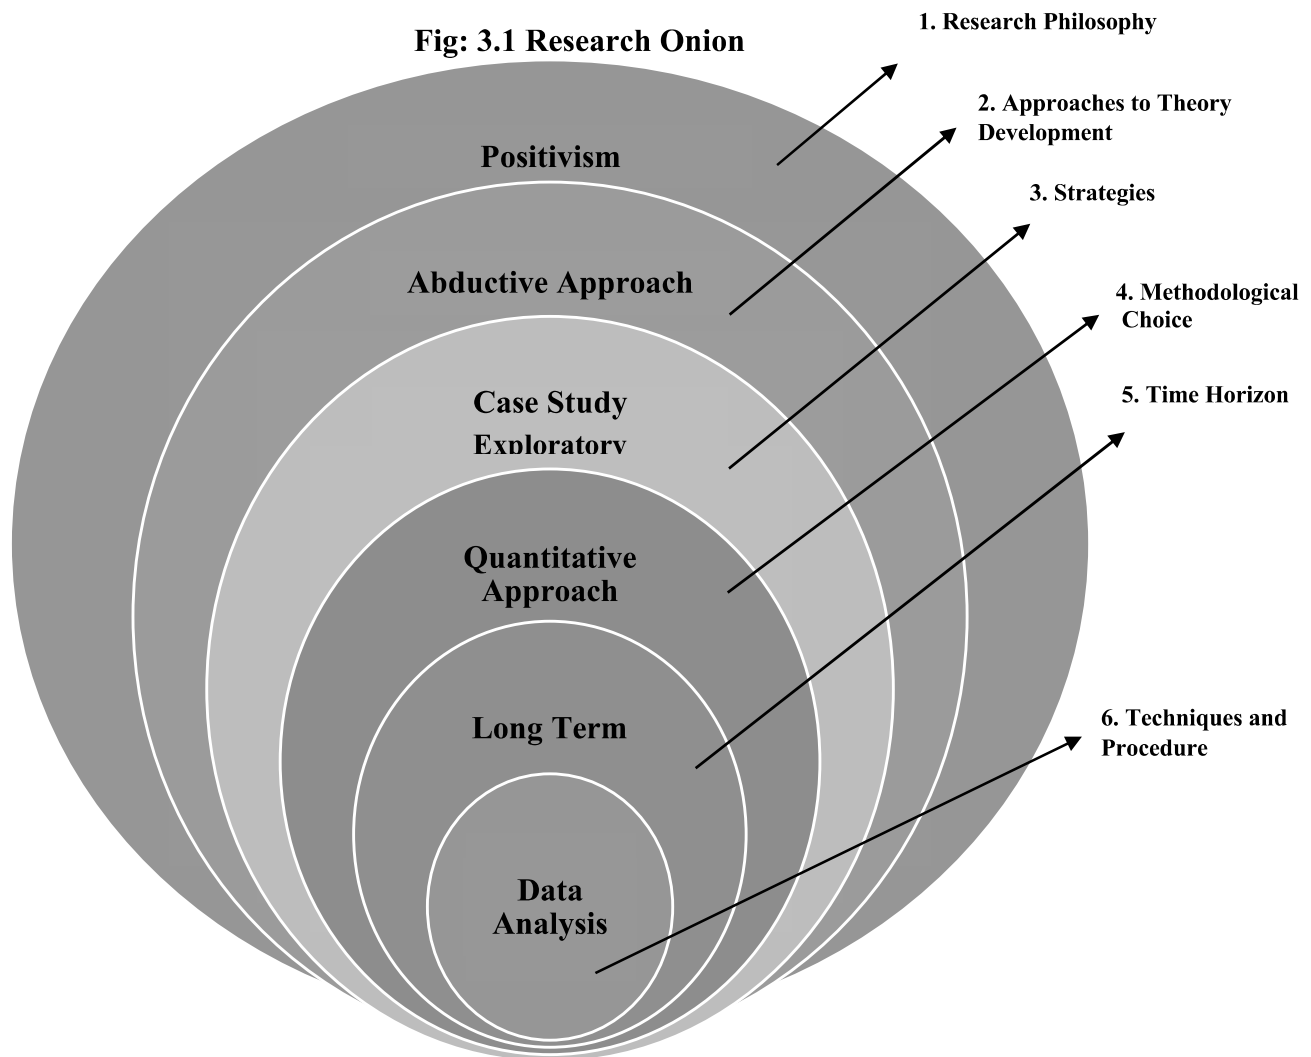 Fig: 3.1 Research Onion
1. Research Philosophy
2. Approaches to Theory
Development
3. Strategies
4. Methodological
Choice
5. Time Horizon
6. Techniques and
Procedure
Positivism
Abductive Approach
Case Study
Exploratory
Quantitative
Approach
Long Term
Data
Analysis